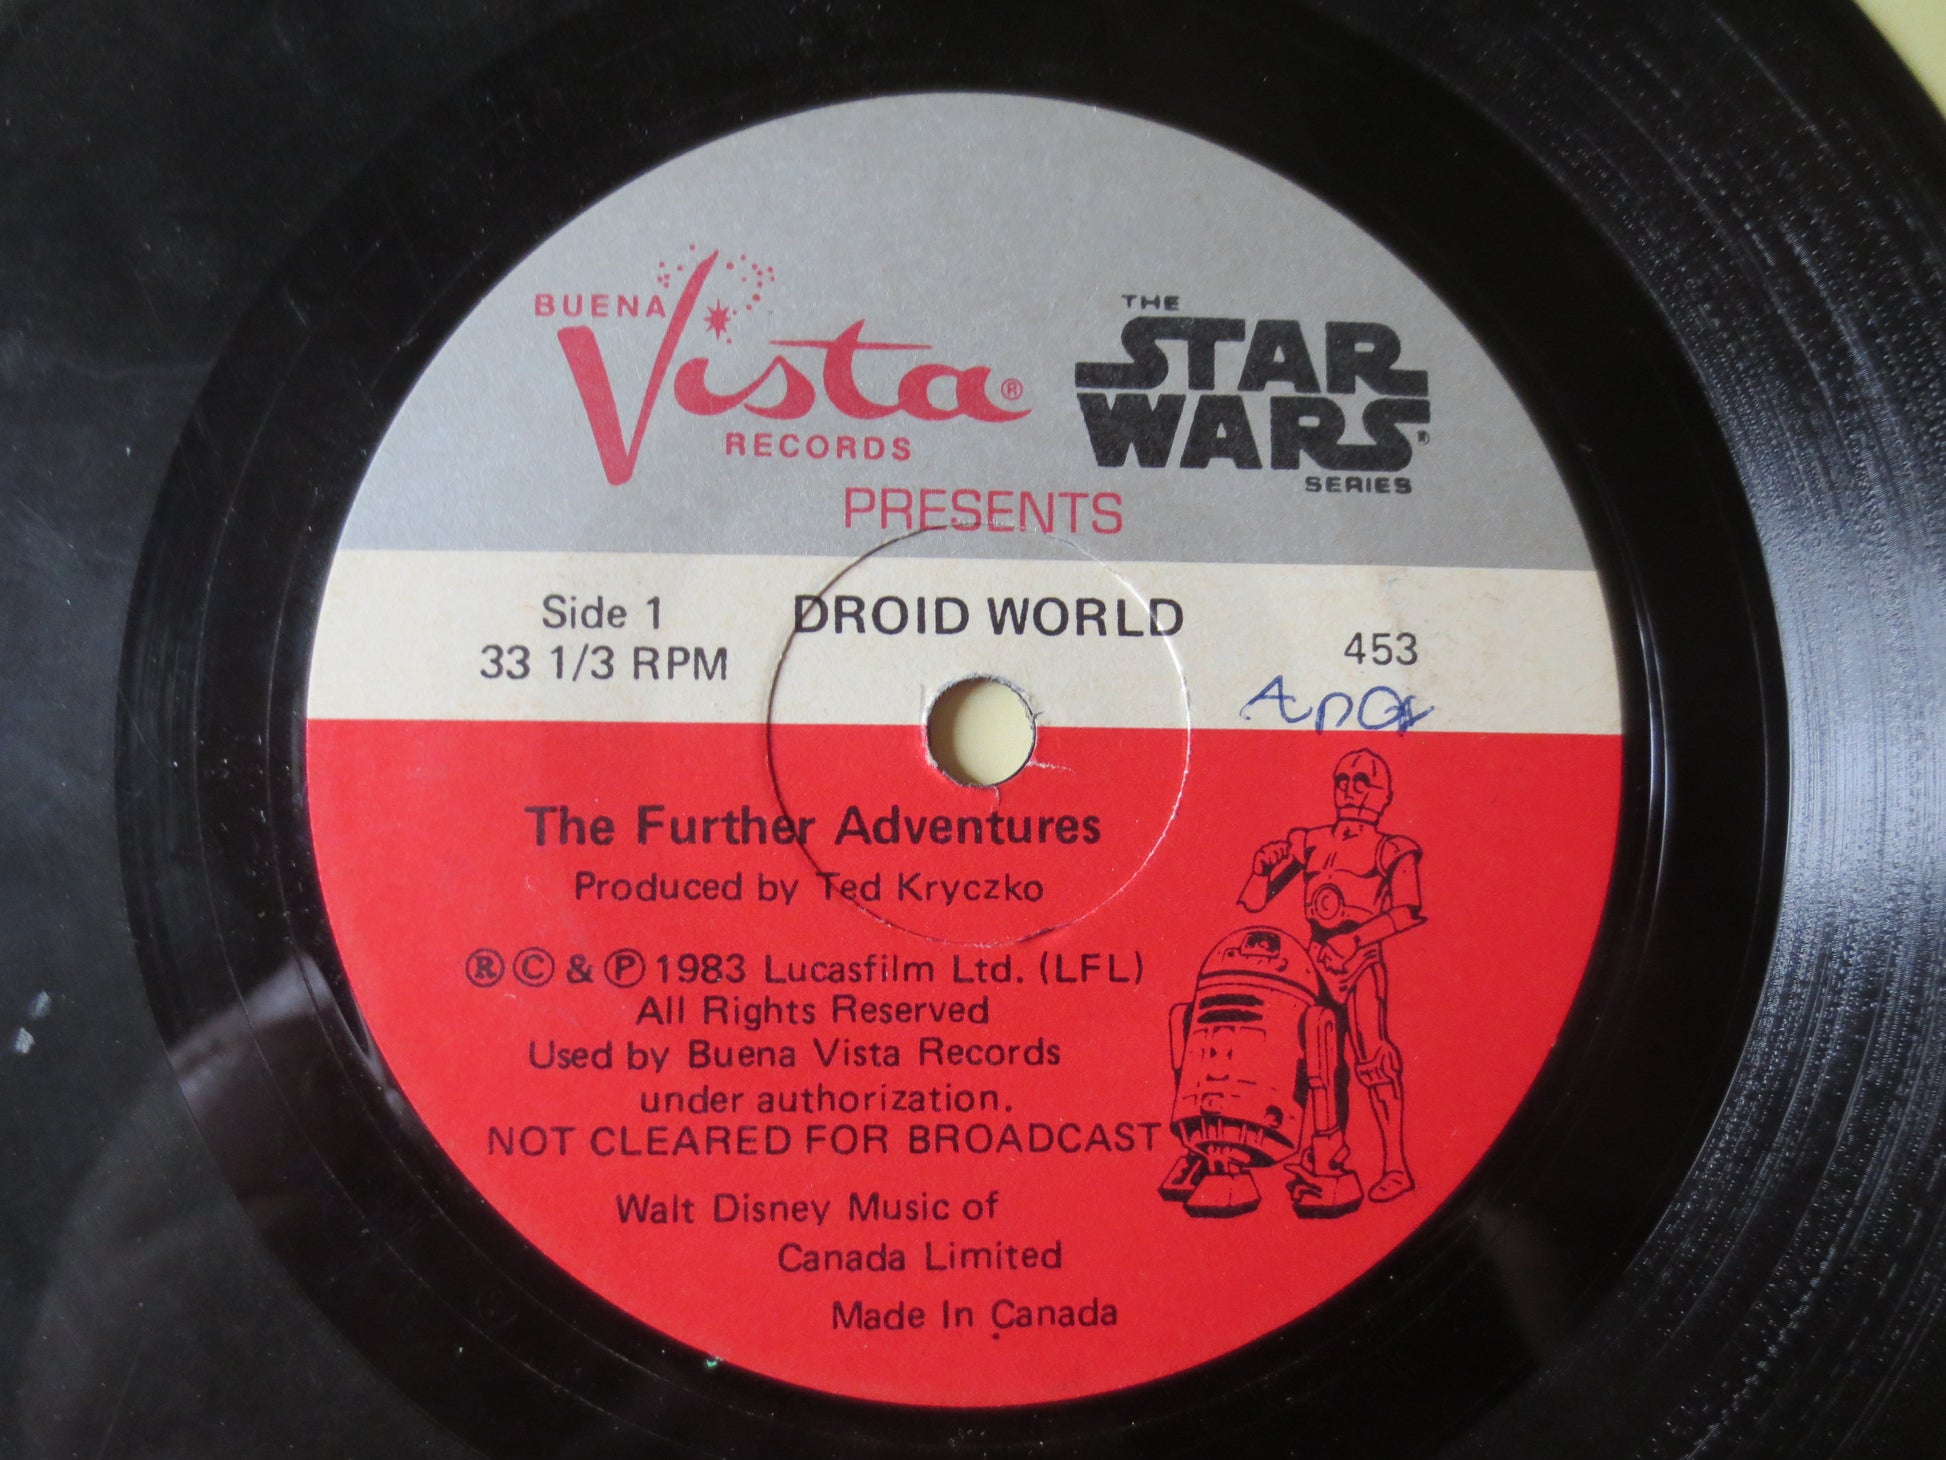 BUENA
Vista®
RECORDS
THE
STAR
WARS®
SERIES
PRESENTS
Side 1
33 1/3 RPM
DROID WORLD
453
The Further Adventures
Produced by Ted Kryczko
®©&℗1983 Lucasfilm Ltd. (LFL)
All Rights Reserved
Used by Buena Vista Records
under authorization.
NOT CLEARED FOR BROADCAST
Walt Disney Music of
Canada Limited
Made In Canada